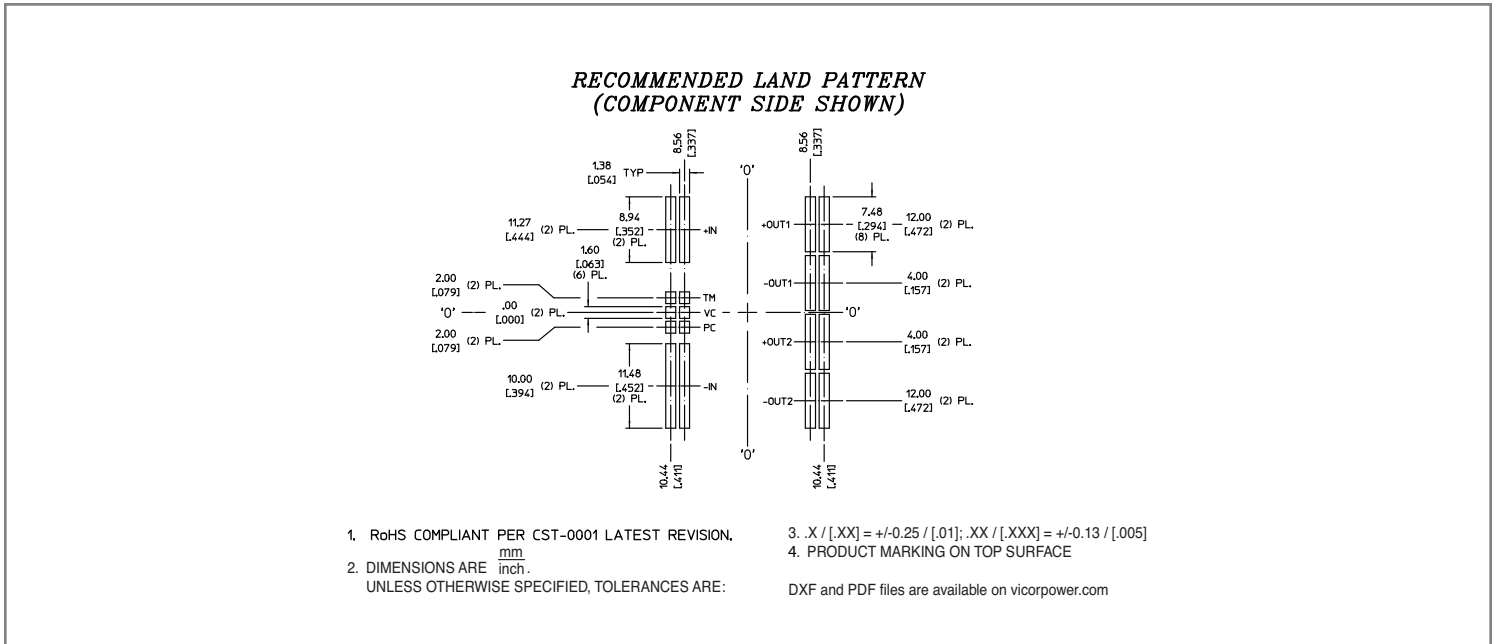 RECOMMENDED LAND PATTERN
(COMPONENT SIDE SHOWN)
8.56
[.337]
8.56
[.337]
1.38
[.054] TYP
'0'
11.27
[.444] (2) PL.
8.94
[.352]
(2) PL.
+IN
+OUT1
7.48
[.294]
(8) PL.
12.00
[.472] (2) PL.
1.60
[.063]
(6) PL.
2.00
[.079] (2) PL.
TM
-OUT1
4.00
[.157] (2) PL.
'0'
.00
[.000] (2) PL.
VC
'0'
2.00
[.079] (2) PL.
PC
+OUT2
4.00
[.157] (2) PL.
10.00
[.394] (2) PL.
11.48
[.452]
(2) PL.
-IN
-OUT2
12.00
[.472] (2) PL.
'0'
10.44
[.411]
10.44
[.411]
1. RoHS COMPLIANT PER CST-0001 LATEST REVISION.
2. DIMENSIONS ARE mm
inch.
UNLESS OTHERWISE SPECIFIED, TOLERANCES ARE:
3. .X / [.XX] = +/-0.25 / [.01]; .XX / [.XXX] = +/-0.13 / [.005]
4. PRODUCT MARKING ON TOP SURFACE
DXF and PDF files are available on vicorpower.com